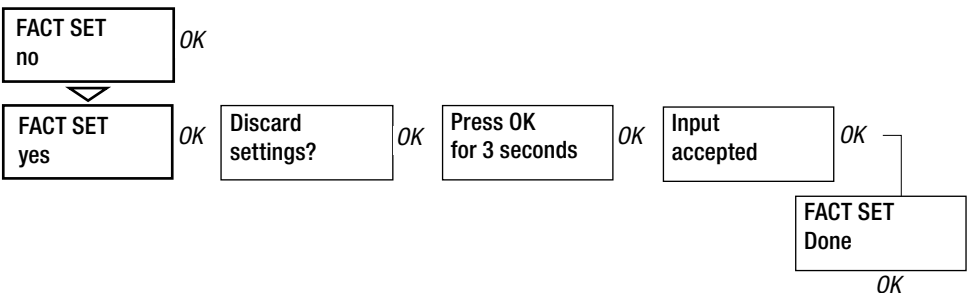 FACT SET
no
OK
FACT SET
yes
OK
Discard
settings?
OK
Press OK
for 3 seconds
OK
Input
accepted
OK
FACT SET
Done
OK